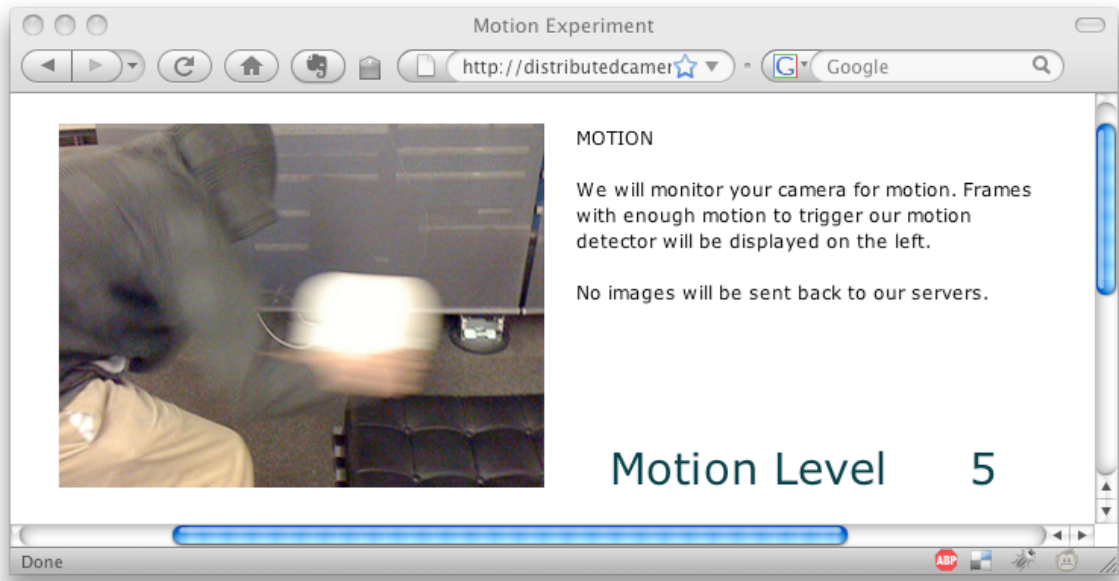 Motion Experiment
http://distributedcamer
G Google
MOTION
We will monitor your camera for motion. Frames
with enough motion to trigger our motion
detector will be displayed on the left.
No images will be sent back to our servers.
Motion Level 5
Done
ABP